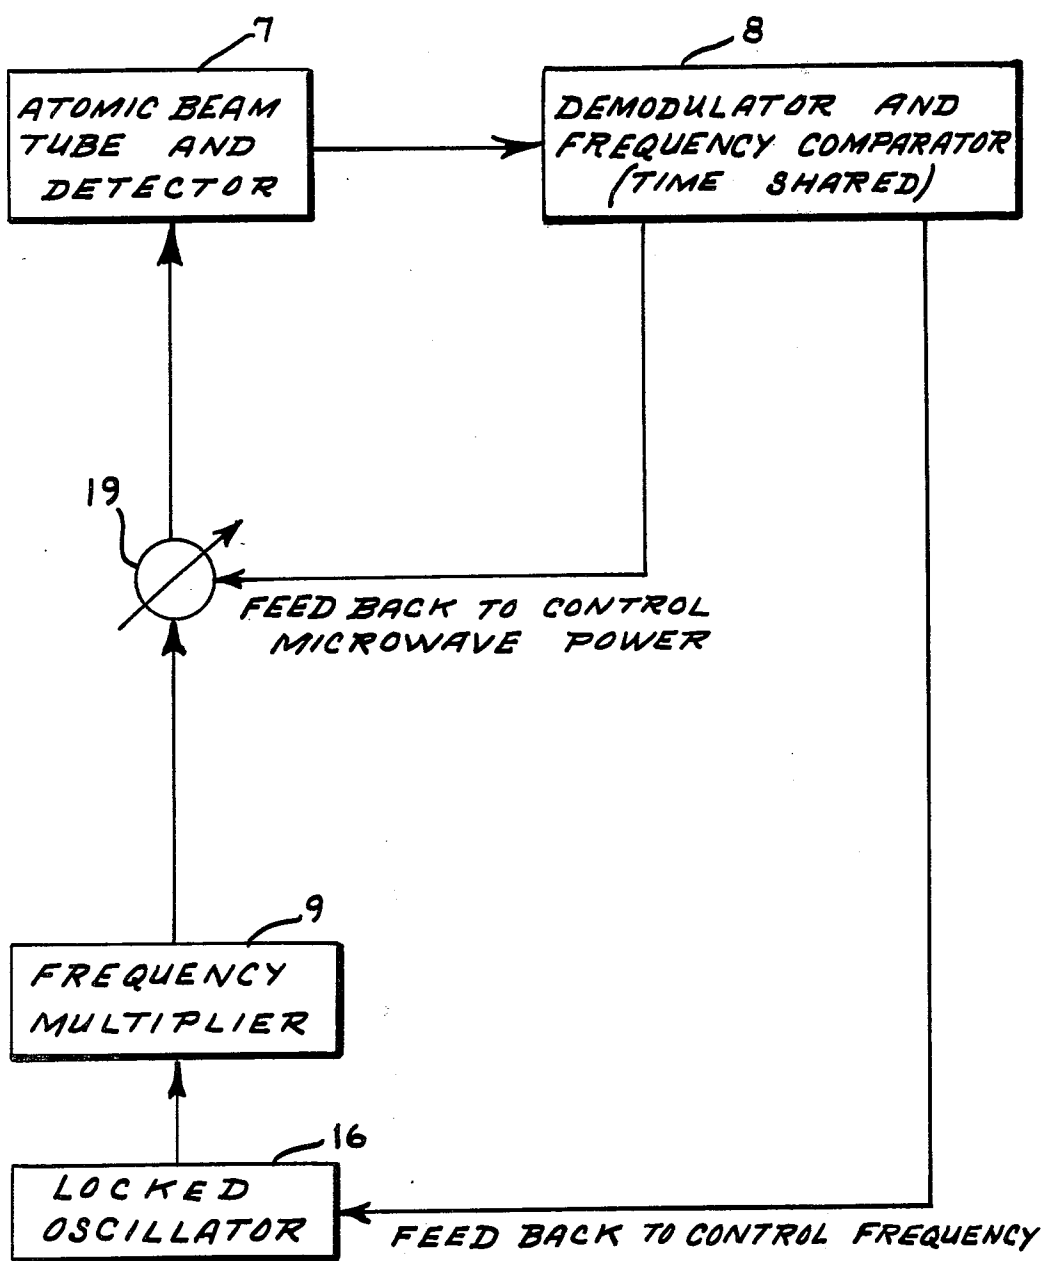 7
8
ATOMIC BEAM
TUBE AND
DETECTOR
DEMODULATOR AND
FREQUENCY COMPARATOR
(TIME SHARED)
19
FEED BACK TO CONTROL
MICROWAVE POWER
9
FREQUENCY
MULTIPLIER
16
LOCKED
OSCILLATOR
FEED BACK TO CONTROL FREQUENCY